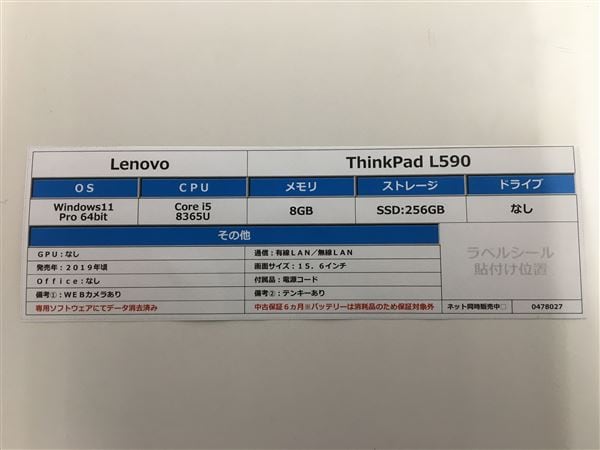 Lenovo ThinkPad L590
OS CPU メモリ ストレージ ドライブ
Windows11 Pro 64bit Core i5 8365U 8GB SSD:256GB なし
その他
GPU:なし 通信:有線LAN/無線LAN
発売年:2019年頃 画面サイズ:15.6インチ
Office:なし 付属品:電源コード
備考①:WEBカメラあり 備考②:テンキーあり
ラベルシール
貼付け位置
専用ソフトウェアにてデータ消去済み 中古保証6ヵ月※バッテリーは消耗品のため保証対象外 ネット同時販売中□ 0478027